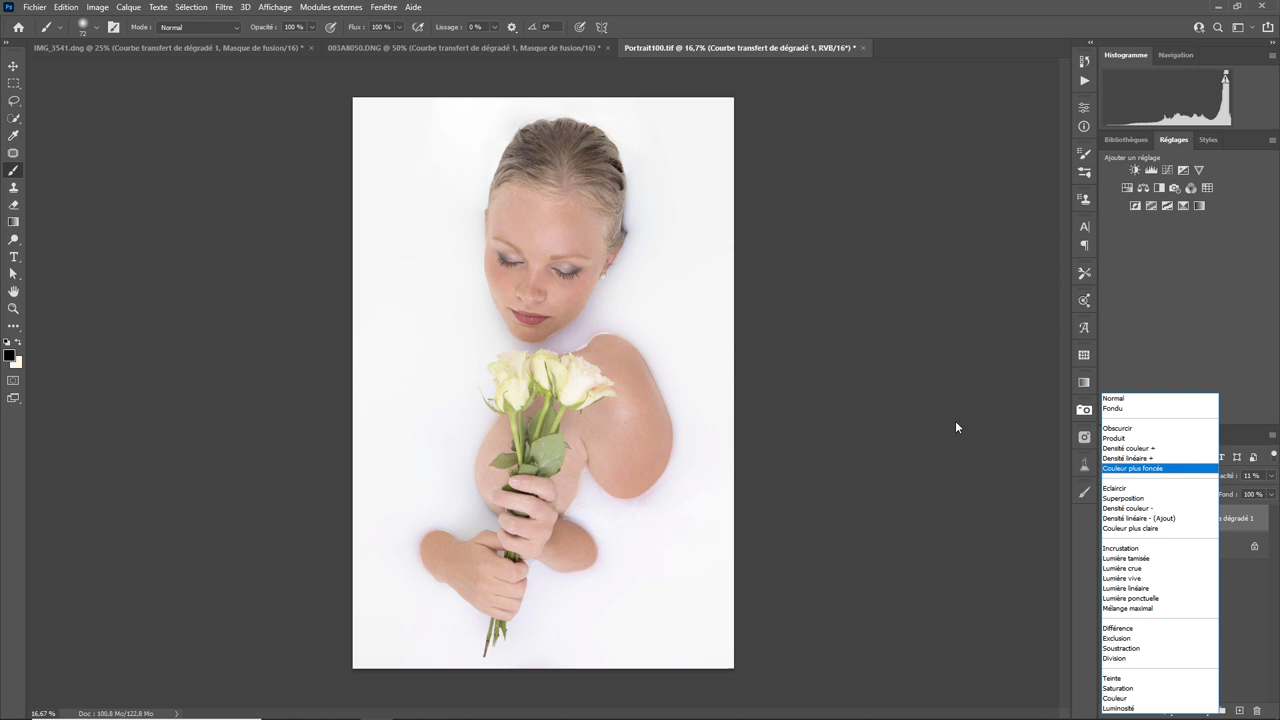 Ps Fichier Edition Image Calque Texte Sélection Filtre 3D Affichage Modules externes Fenêtre Aide
72 Mode : Normal Opacité : 100 % Flux : 100 % Lissage : 0 % 0°
IMG_3541.dng @ 25% (Courbe transfert de dégradé 1, Masque de fusion/16) * × 003A8050.DNG @ 50% (Courbe transfert de dégradé 1, Masque de fusion/16) * × Portrait100.tif @ 16,7% (Courbe transfert de dégradé 1, RVB/16*) * ×
Histogramme Navigation
Bibliothèques Réglages Styles
Ajouter un réglage
Normal
Fondu
Obscurcir
Produit
Densité couleur +
Densité linéaire +
Couleur plus foncée
Eclaircir
Superposition
Densité couleur -
Densité linéaire - (Ajout)
Couleur plus claire
Incrustation
Lumière tamisée
Lumière crue
Lumière vive
Lumière linéaire
Lumière ponctuelle
Mélange maximal
Différence
Exclusion
Soustraction
Division
Teinte
Saturation
Couleur
Luminosité
acité : 11 %
Fond : 100 %
e dégradé 1
16,67 % Doc : 100,8 Mo/122,8 Mo